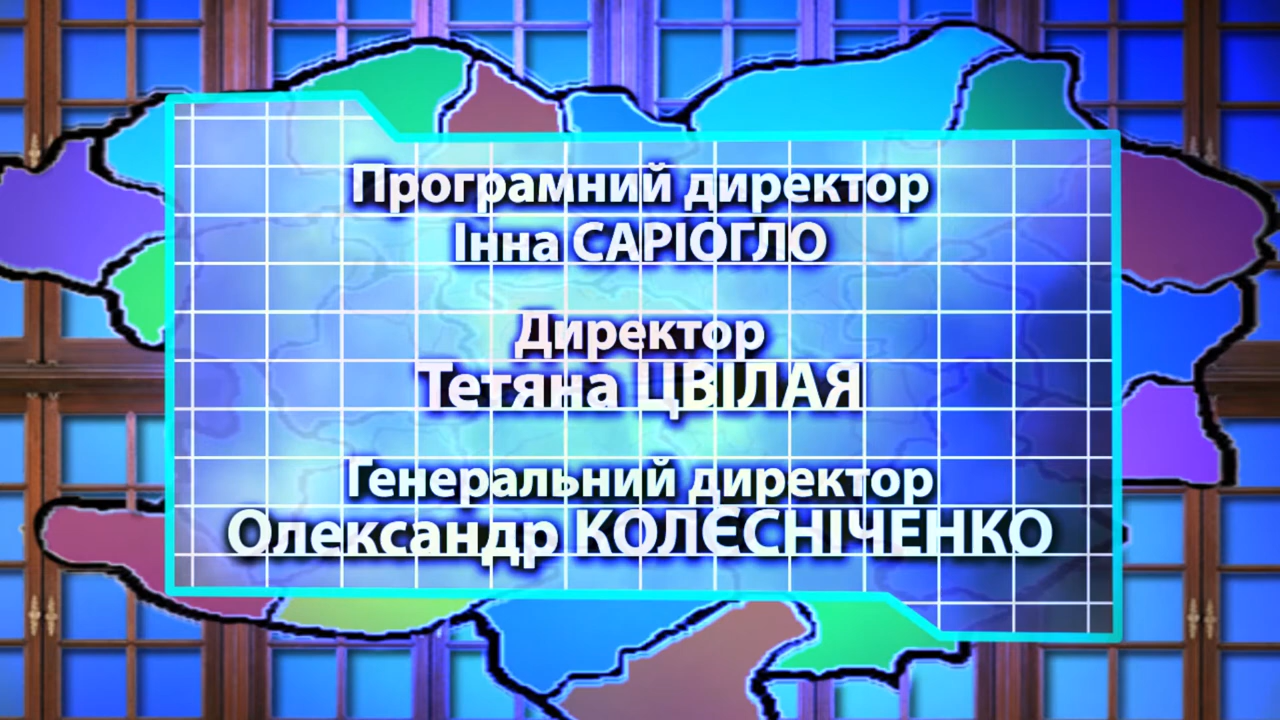 Програмний директор
Інна САРІОГЛО
Директор
Тетяна ЦВІЛАЯ
Генеральний директор
Олександр КОЛЄСНІЧЕНКО